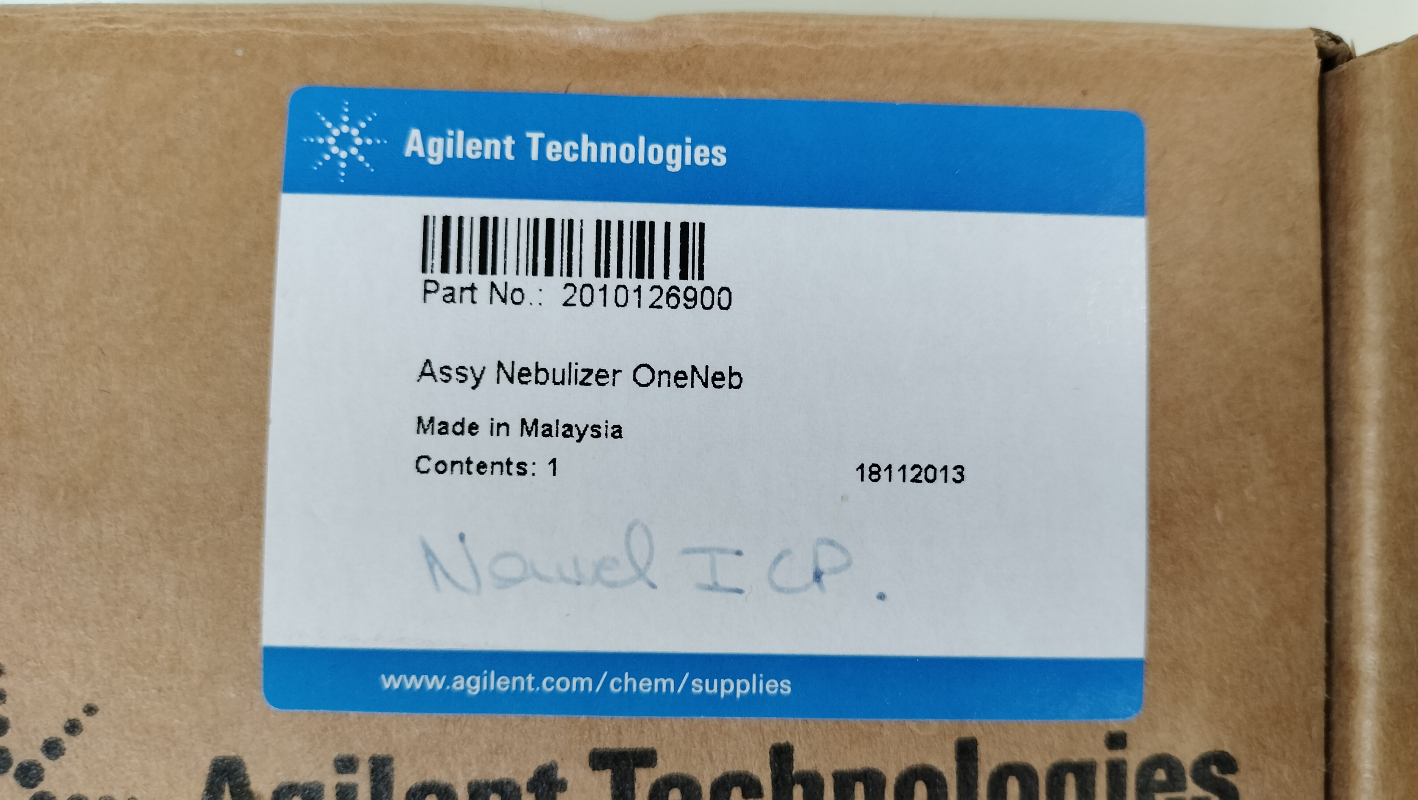 Agilent Technologies
Part No.: 2010126900
Assy Nebulizer OneNeb
Made in Malaysia
Contents: 1
18112013
ICP.
www.agilent.com/chem/supplies
Agilent Technologies